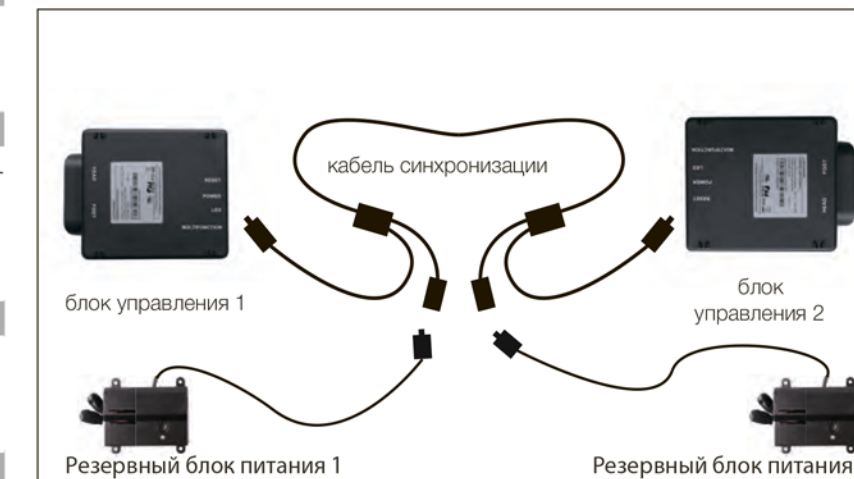 кабель синхронизации
блок управления 1
блок
управления 2
Резервный блок питания 1
Резервный блок питания